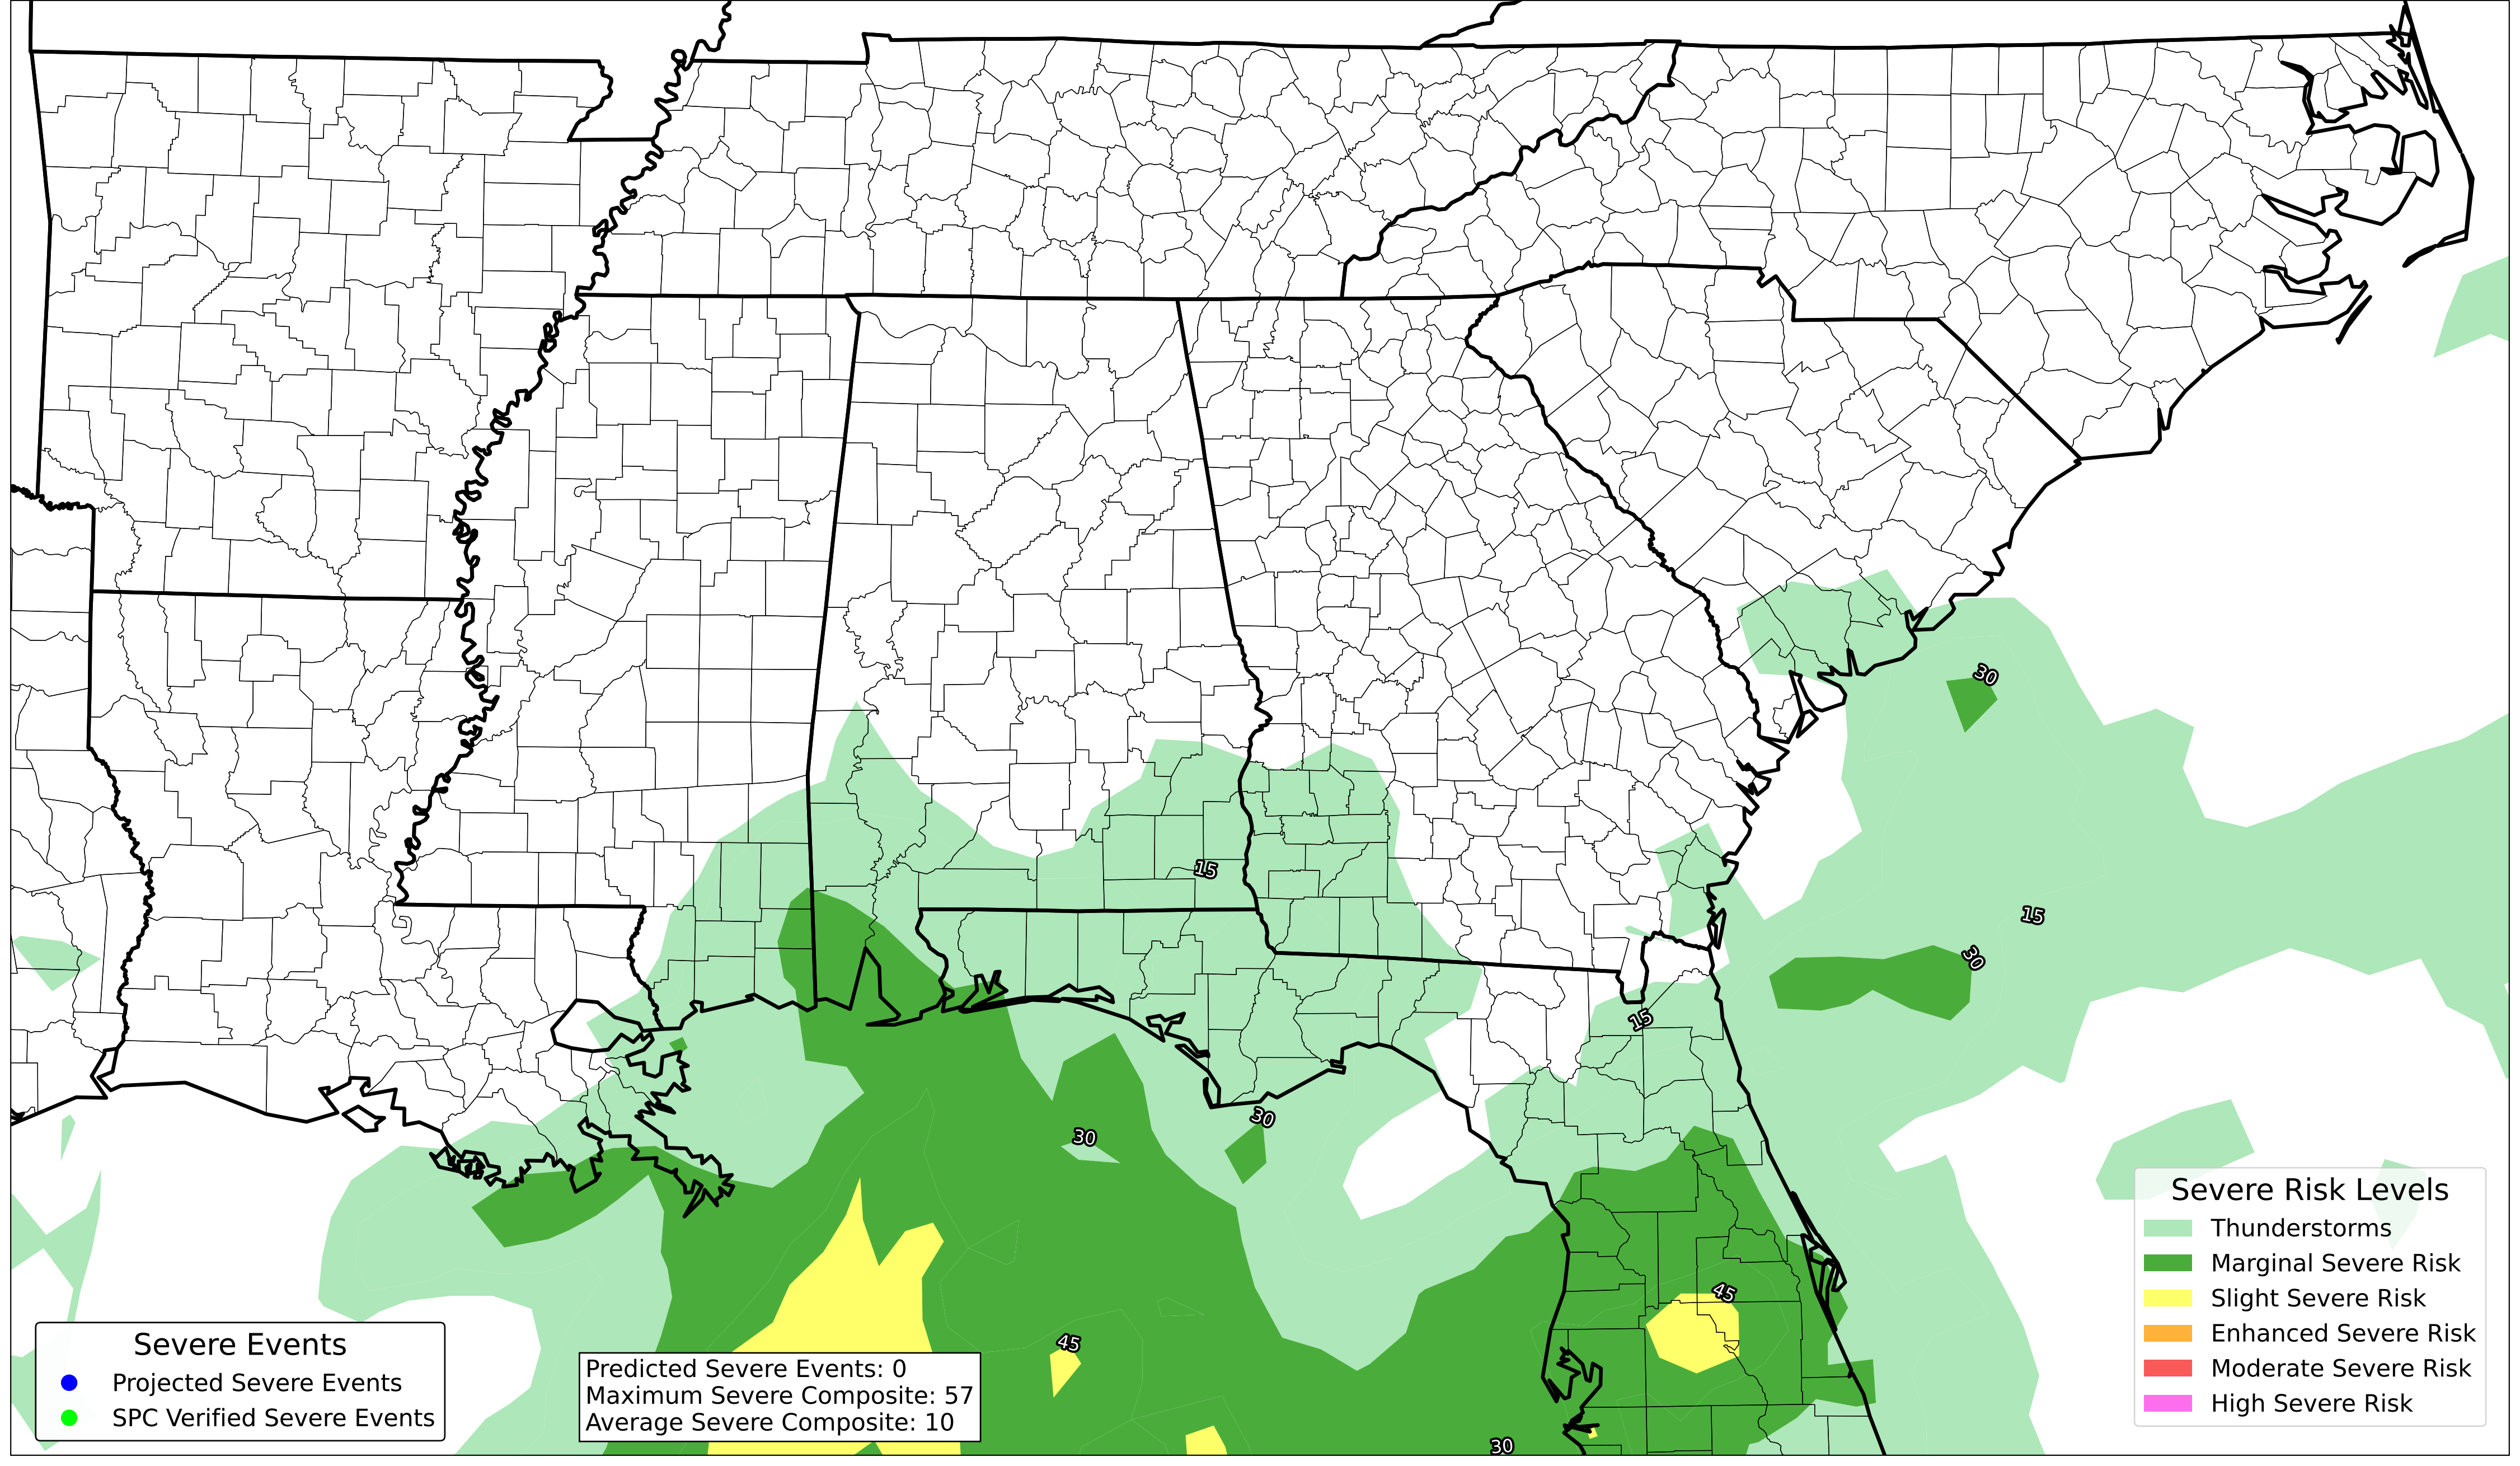 30
15
15
30
15
30
30
45
45
30
Severe Risk Levels
Thunderstorms
Marginal Severe Risk
Slight Severe Risk
Enhanced Severe Risk
Moderate Severe Risk
High Severe Risk
Severe Events
Projected Severe Events
SPC Verified Severe Events
Predicted Severe Events: 0
Maximum Severe Composite: 57
Average Severe Composite: 10